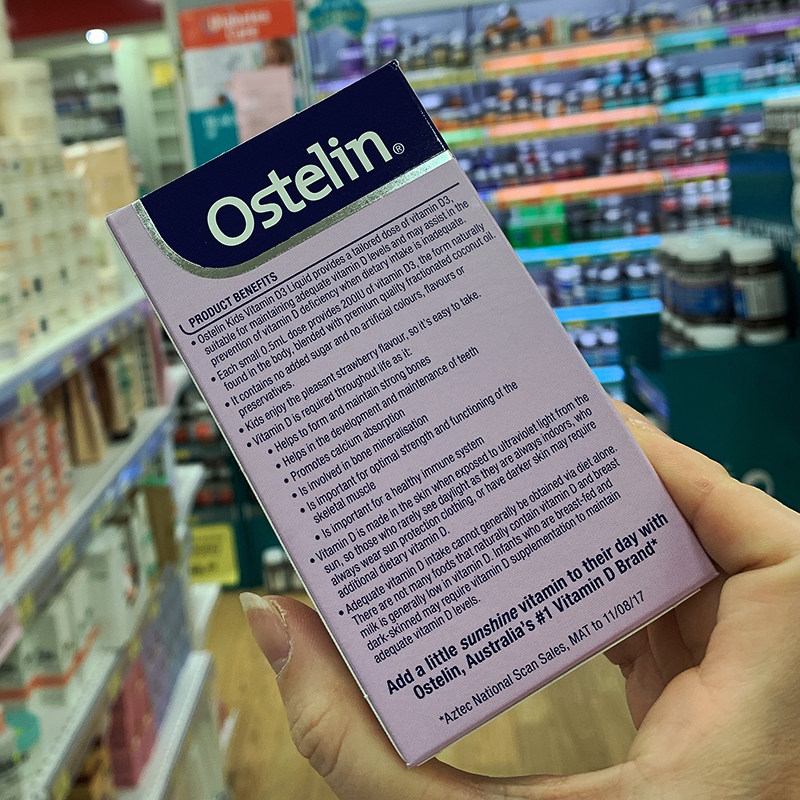 Diabetes
Care
Ostelin®
PRODUCT BENEFITS
• Ostelin Kids Vitamin D3 Liquid provides a tailored dose of vitamin D3,
suitable for maintaining adequate vitamin D levels and may assist in the
prevention of vitamin D deficiency when dietary intake is inadequate.
• Each small 0.5mL dose provides 200IU of vitamin D3, the form naturally
found in the body, blended with premium quality fractionated coconut oil.
• It contains no added sugar and no artificial colours, flavours or
preservatives.
• Kids enjoy the pleasant strawberry flavour, so it's easy to take.
• Vitamin D is required throughout life as it:
• Helps to form and maintain strong bones
• Helps in the development and maintenance of teeth
• Promotes calcium absorption
• Is involved in bone mineralisation
• Is important for optimal strength and functioning of the
skeletal muscle
• Is important for a healthy immune system
• Vitamin D is made in the skin when exposed to ultraviolet light from the
sun, so those who rarely see daylight as they are always indoors, who
always wear sun protection clothing, or have darker skin may require
additional dietary vitamin D.
• Adequate vitamin D intake cannot generally be obtained via diet alone.
There are not many foods that naturally contain vitamin D and breast
milk is generally low in vitamin D. Infants who are breast-fed and
dark-skinned may require vitamin D supplementation to maintain
adequate vitamin D levels.
Add a little sunshine vitamin to their day with
Ostelin, Australia's #1 Vitamin D Brand*
*Aztec National Scan Sales, MAT to 11/08/17